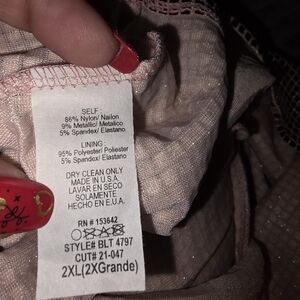 SELF:
86% Nylon/ Nailon
9% Metallic/ Metalico
5% Spandex/ Elastano
LINING:
95% Polyester/ Poliester
5% Spandex/ Elastano
DRY CLEAN ONLY
MADE IN U.S.A.
LAVAR EN SECO
SOLAMENTE
HECHO EN E.U.A.
RN # 153642
STYLE# BLT 4797
CUT# 21-047
2XL(2XGrande)